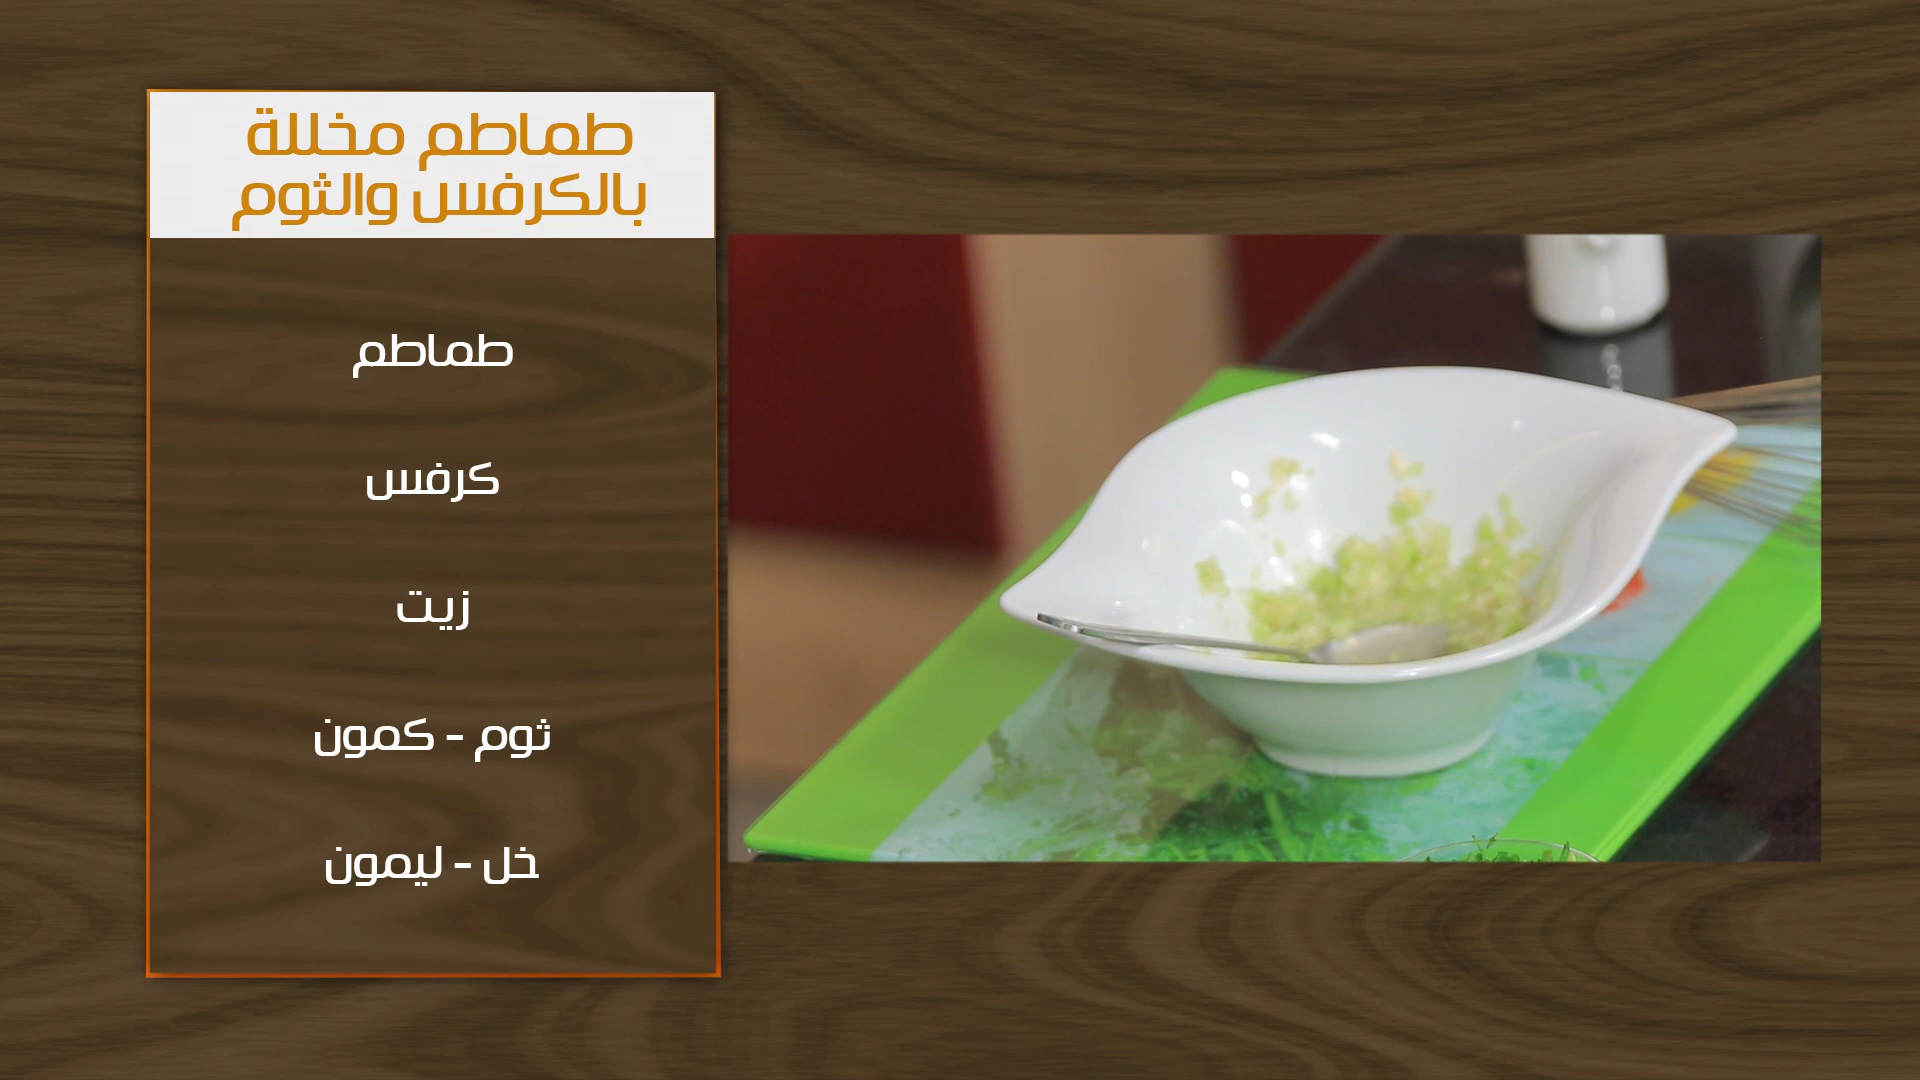 طماطم مخللة
بالكرفس والثوم
طماطم
كرفس
زيت
ثوم - كمون
خل - ليمون